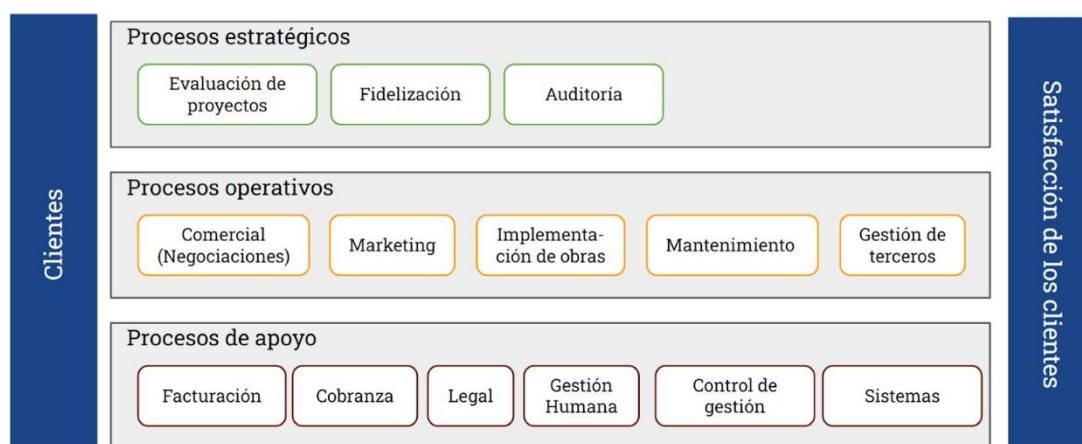 Clientes
Procesos estratégicos
Evaluación de
proyectos
Fidelización
Auditoría
Procesos operativos
Comercial
(Negociaciones)
Marketing
Implementa-
ción de obras
Mantenimiento
Gestión de
terceros
Procesos de apoyo
Facturación
Cobranza
Legal
Gestión
Humana
Control de
gestión
Sistemas
Satisfacción de los clientes